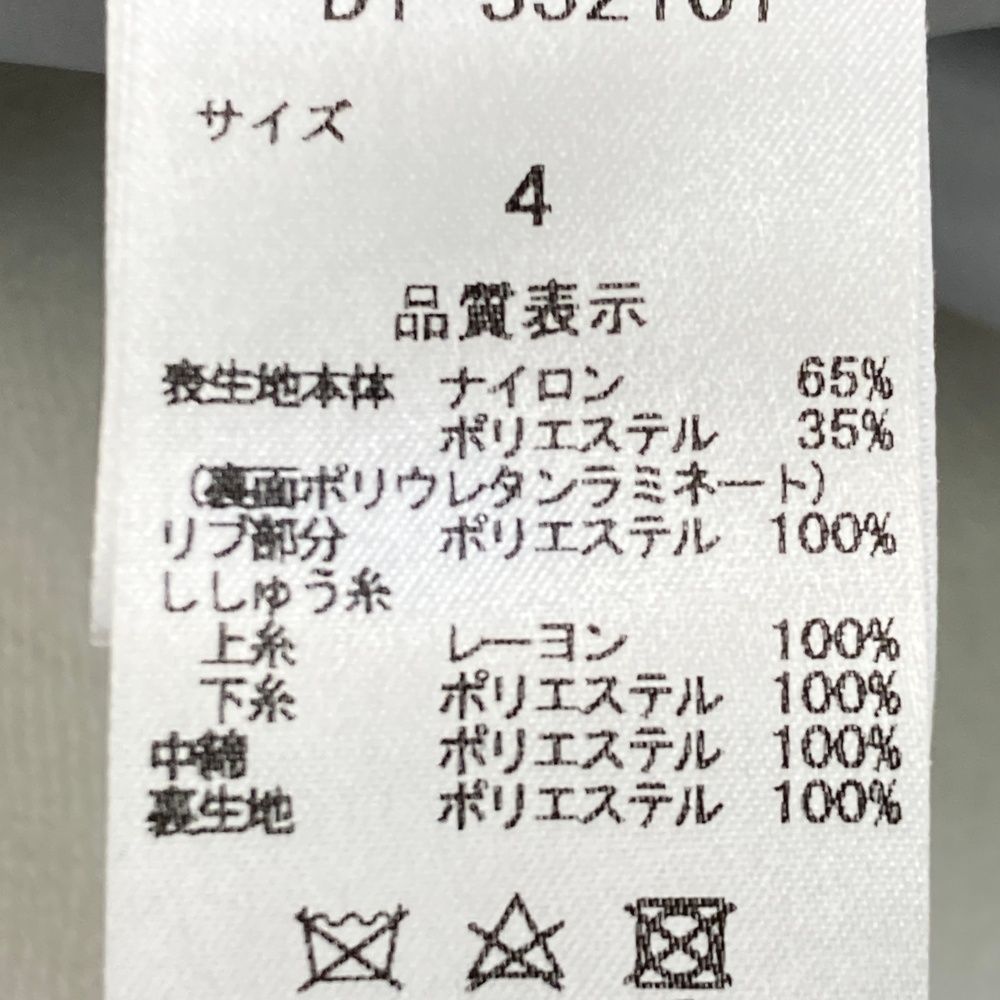 サイズ
4
品質表示
表生地本体 ナイロン 65%
ポリエステル 35%
(裏面ポリウレタンラミネート)
リブ部分 ポリエステル 100%
ししゅう糸
上糸 レーヨン 100%
下糸 ポリエステル 100%
中綿 ポリエステル 100%
裏生地 ポリエステル 100%